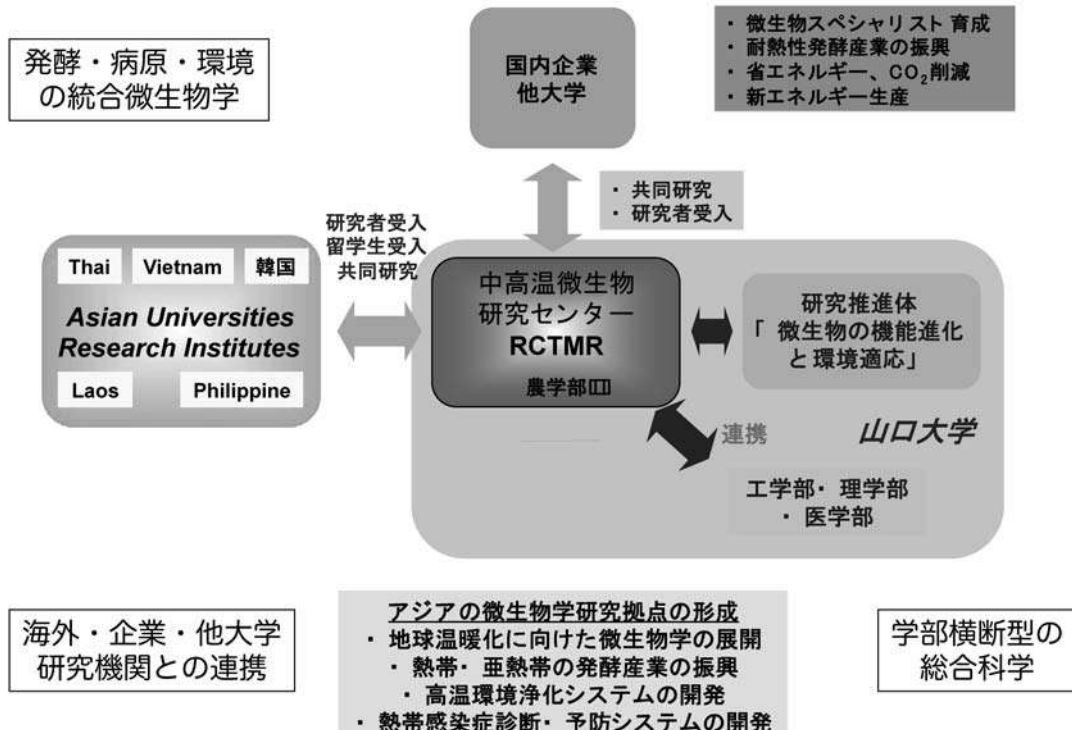 発酵・病原・環境
の統合微生物学
国内企業
他大学
・ 微生物スペシャリスト 育成
・ 耐熱性発酵産業の振興
・ 省エネルギー、CO₂削減
・ 新エネルギー生産
・ 共同研究
・ 研究者受入
研究者受入
留学生受入
共同研究
Thai Vietnam 韓国
Asian Universities
Research Institutes
Laos Philippine
中高温微生物
研究センター
RCTMR
農学部
研究推進体
「 微生物の機能進化
と環境適応」
連携
山口大学
工学部・ 理学部
・ 医学部
海外・企業・他大学
研究機関との連携
アジアの微生物学研究拠点の形成
・ 地球温暖化に向けた微生物学の展開
・ 熱帯・ 亜熱帯の発酵産業の振興
・ 高温環境浄化システムの開発
・ 熱帯感染症診断・ 予防システムの開発
学部横断型の
総合科学